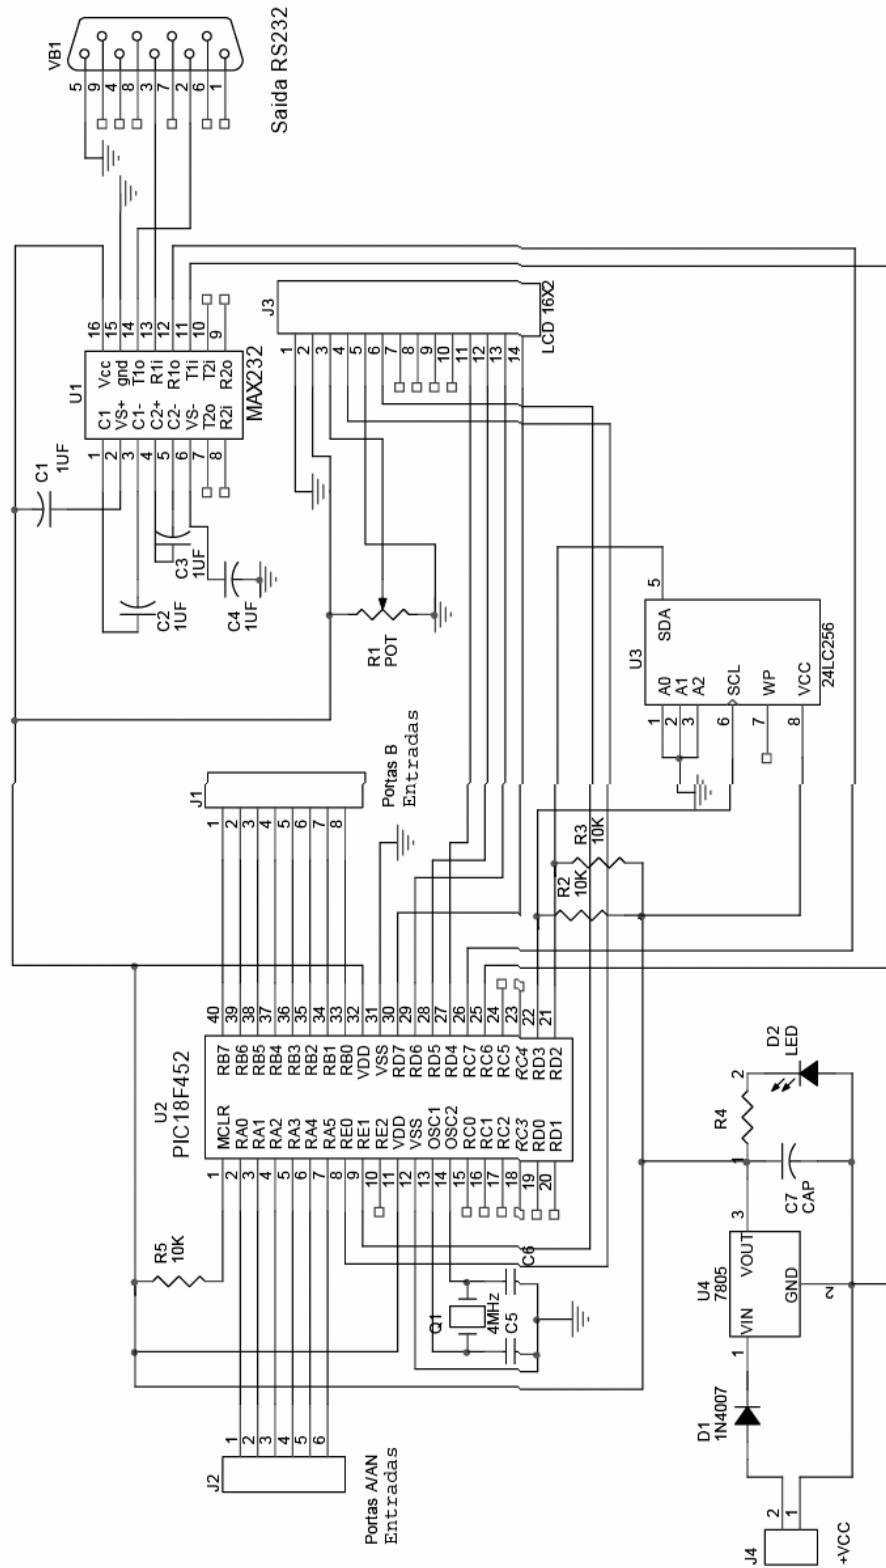 VB1
5
9
4
8
3
7
2
6
1
Saida RS232
U1
MAX232
C1
VS+
C1-
C2+
C2-
VS-
T2o
R2i
Vcc
gnd
T1o
R1i
R1o
T1i
T2i
R2o
1
2
3
4
5
6
7
8
16
15
14
13
12
11
10
9
C1
1UF
C2
1UF
C3
1UF
C4
1UF
J3
1
2
3
4
5
6
7
8
9
10
11
12
13
14
LCD 16X2
R1
POT
U3
24LC256
A0
A1
A2
SCL
WP
VCC
SDA
1
2
3
6
7
8
5
J1
1
2
3
4
5
6
7
8
Portas B
Entradas
R3
10K
R2
10K
U2
PIC18F452
MCLR
RA0
RA1
RA2
RA3
RA4
RA5
RE0
RE1
RE2
VDD
VSS
OSC1
OSC2
RC0
RC1
RC2
RC3
RD0
RD1
1
2
3
4
5
6
7
8
9
10
11
12
13
14
15
16
17
18
19
20
RB7
RB6
RB5
RB4
RB3
RB2
RB1
RB0
VDD
VSS
RD7
RD6
RD5
RD4
RC7
RC6
RC5
RC4
RD3
RD2
40
39
38
37
36
35
34
33
32
31
30
29
28
27
26
25
24
23
22
21
R5
10K
Q1
4MHz
C5
C6
J2
1
2
3
4
5
6
Portas A/AN
Entradas
D2
LED
R4
2
1
C7
CAP
U4
7805
VIN
VOUT
GND
1
3
2
D1
1N4007
J4
2
1
+VCC